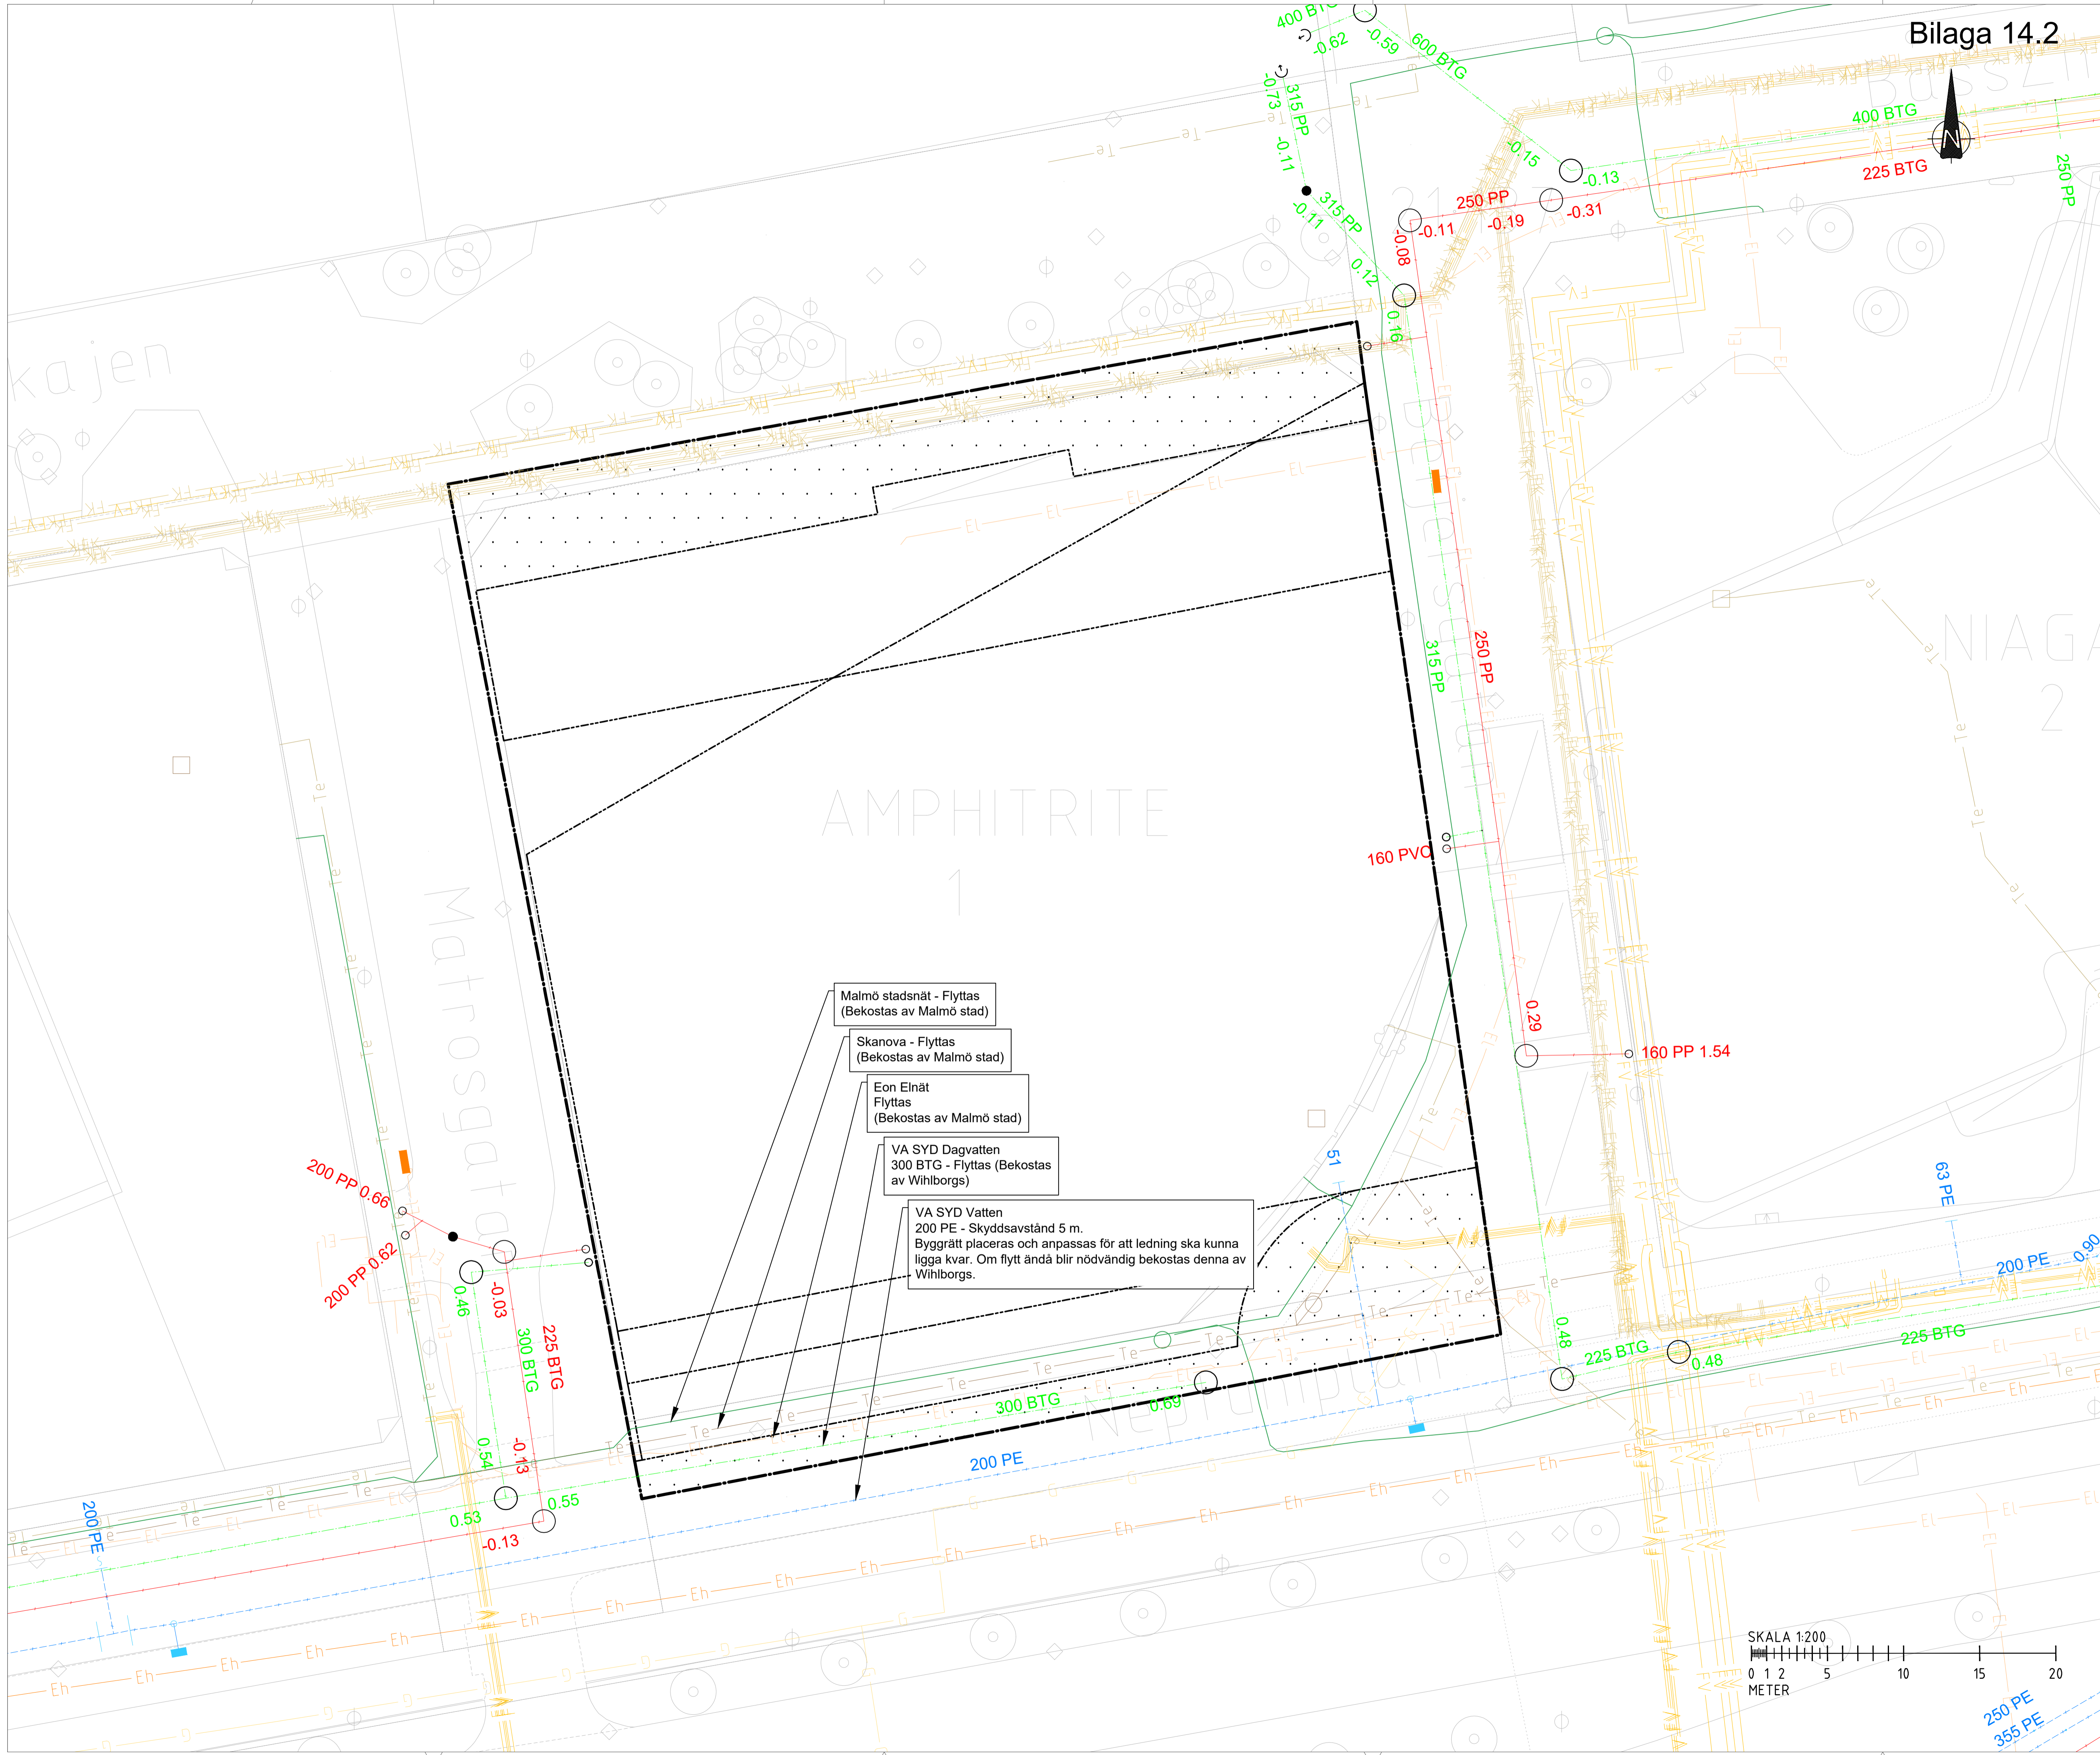 Bilaga 14.2
400 BTG
-0.62
-0.59
600 BTG
-0.73
315 PP
-0.11
-0.15
-0.13
400 BTG
225 BTG
250 PP
N
-0.11
315 PP
0.12
0.16
250 PP
-0.08
-0.11
-0.19
-0.31
kajen
NIAGA
2
315 PP
250 PP
AMPHITRITE
1
160 PVC
Matrosgatan
0.29
160 PP 1.54
Malmö stadsnät - Flyttas
(Bekostas av Malmö stad)
Skanova - Flyttas
(Bekostas av Malmö stad)
Eon Elnät
Flyttas
(Bekostas av Malmö stad)
VA SYD Dagvatten
300 BTG - Flyttas (Bekostas
av Wihlborgs)
VA SYD Vatten
200 PE - Skyddsavstånd 5 m.
Byggrätt placeras och anpassas för att ledning ska kunna
ligga kvar. Om flytt ändå blir nödvändig bekostas denna av
Wihlborgs.
51
63 PE
200 PP 0.66
200 PP 0.62
0.46
-0.03
300 BTG
225 BTG
0.54
-0.13
0.53
0.55
-0.13
200 PE
300 BTG
0.69
200 PE
0.48
225 BTG
0.48
200 PE
0.90
225 BTG
SKALA 1:200
0 1 2 5 10 15 20
METER
250 PE
355 PE